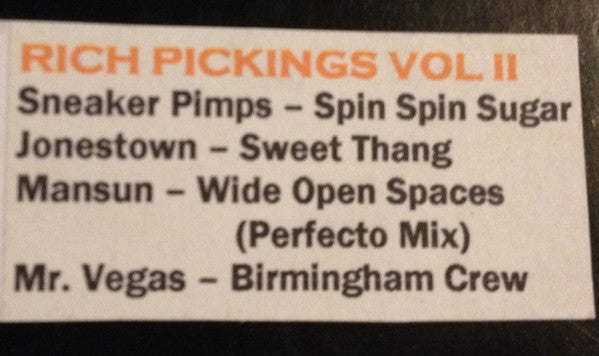 RICH PICKINGS VOL II
Sneaker Pimps – Spin Spin Sugar
Jonestown – Sweet Thang
Mansun – Wide Open Spaces
(Perfecto Mix)
Mr. Vegas – Birmingham Crew